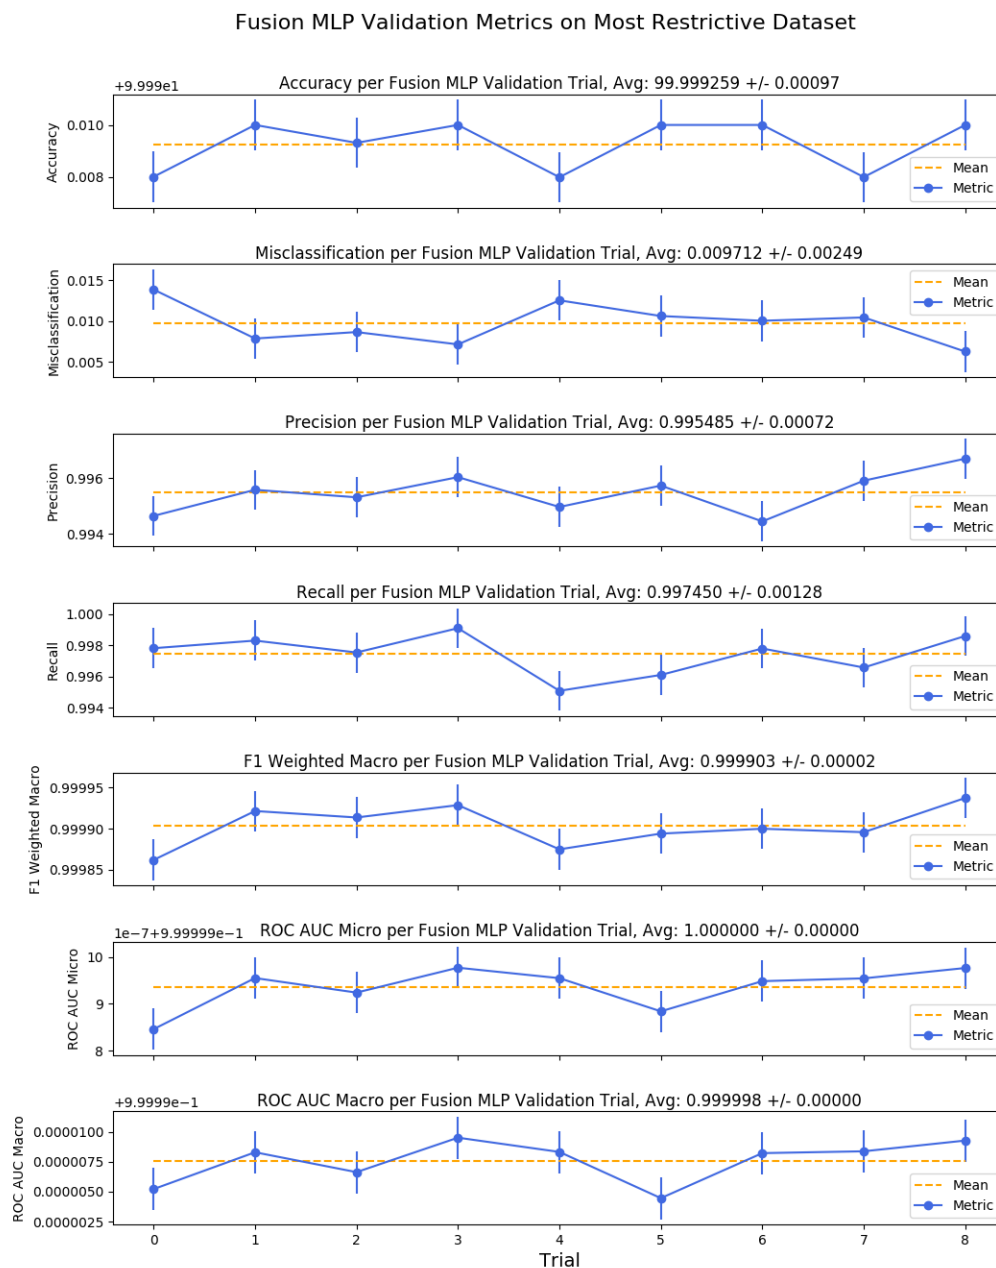 Fusion MLP Validation Metrics on Most Restrictive Dataset
+9.999e1
Accuracy per Fusion MLP Validation Trial, Avg: 99.999259 +/- 0.00097
Accuracy
0.010
0.008
Mean
Metric
Misclassification per Fusion MLP Validation Trial, Avg: 0.009712 +/- 0.00249
Misclassification
0.015
0.010
0.005
Mean
Metric
Precision per Fusion MLP Validation Trial, Avg: 0.995485 +/- 0.00072
Precision
0.996
0.994
Mean
Metric
Recall per Fusion MLP Validation Trial, Avg: 0.997450 +/- 0.00128
Recall
1.000
0.998
0.996
0.994
Mean
Metric
F1 Weighted Macro per Fusion MLP Validation Trial, Avg: 0.999903 +/- 0.00002
F1 Weighted Macro
0.99995
0.99990
0.99985
Mean
Metric
1e-7+9.99999e-1
ROC AUC Micro per Fusion MLP Validation Trial, Avg: 1.000000 +/- 0.00000
ROC AUC Micro
10
9
8
Mean
Metric
+9.9999e-1
ROC AUC Macro per Fusion MLP Validation Trial, Avg: 0.999998 +/- 0.00000
ROC AUC Macro
0.0000100
0.0000075
0.0000050
0.0000025
Mean
Metric
0 1 2 3 4 5 6 7 8
Trial